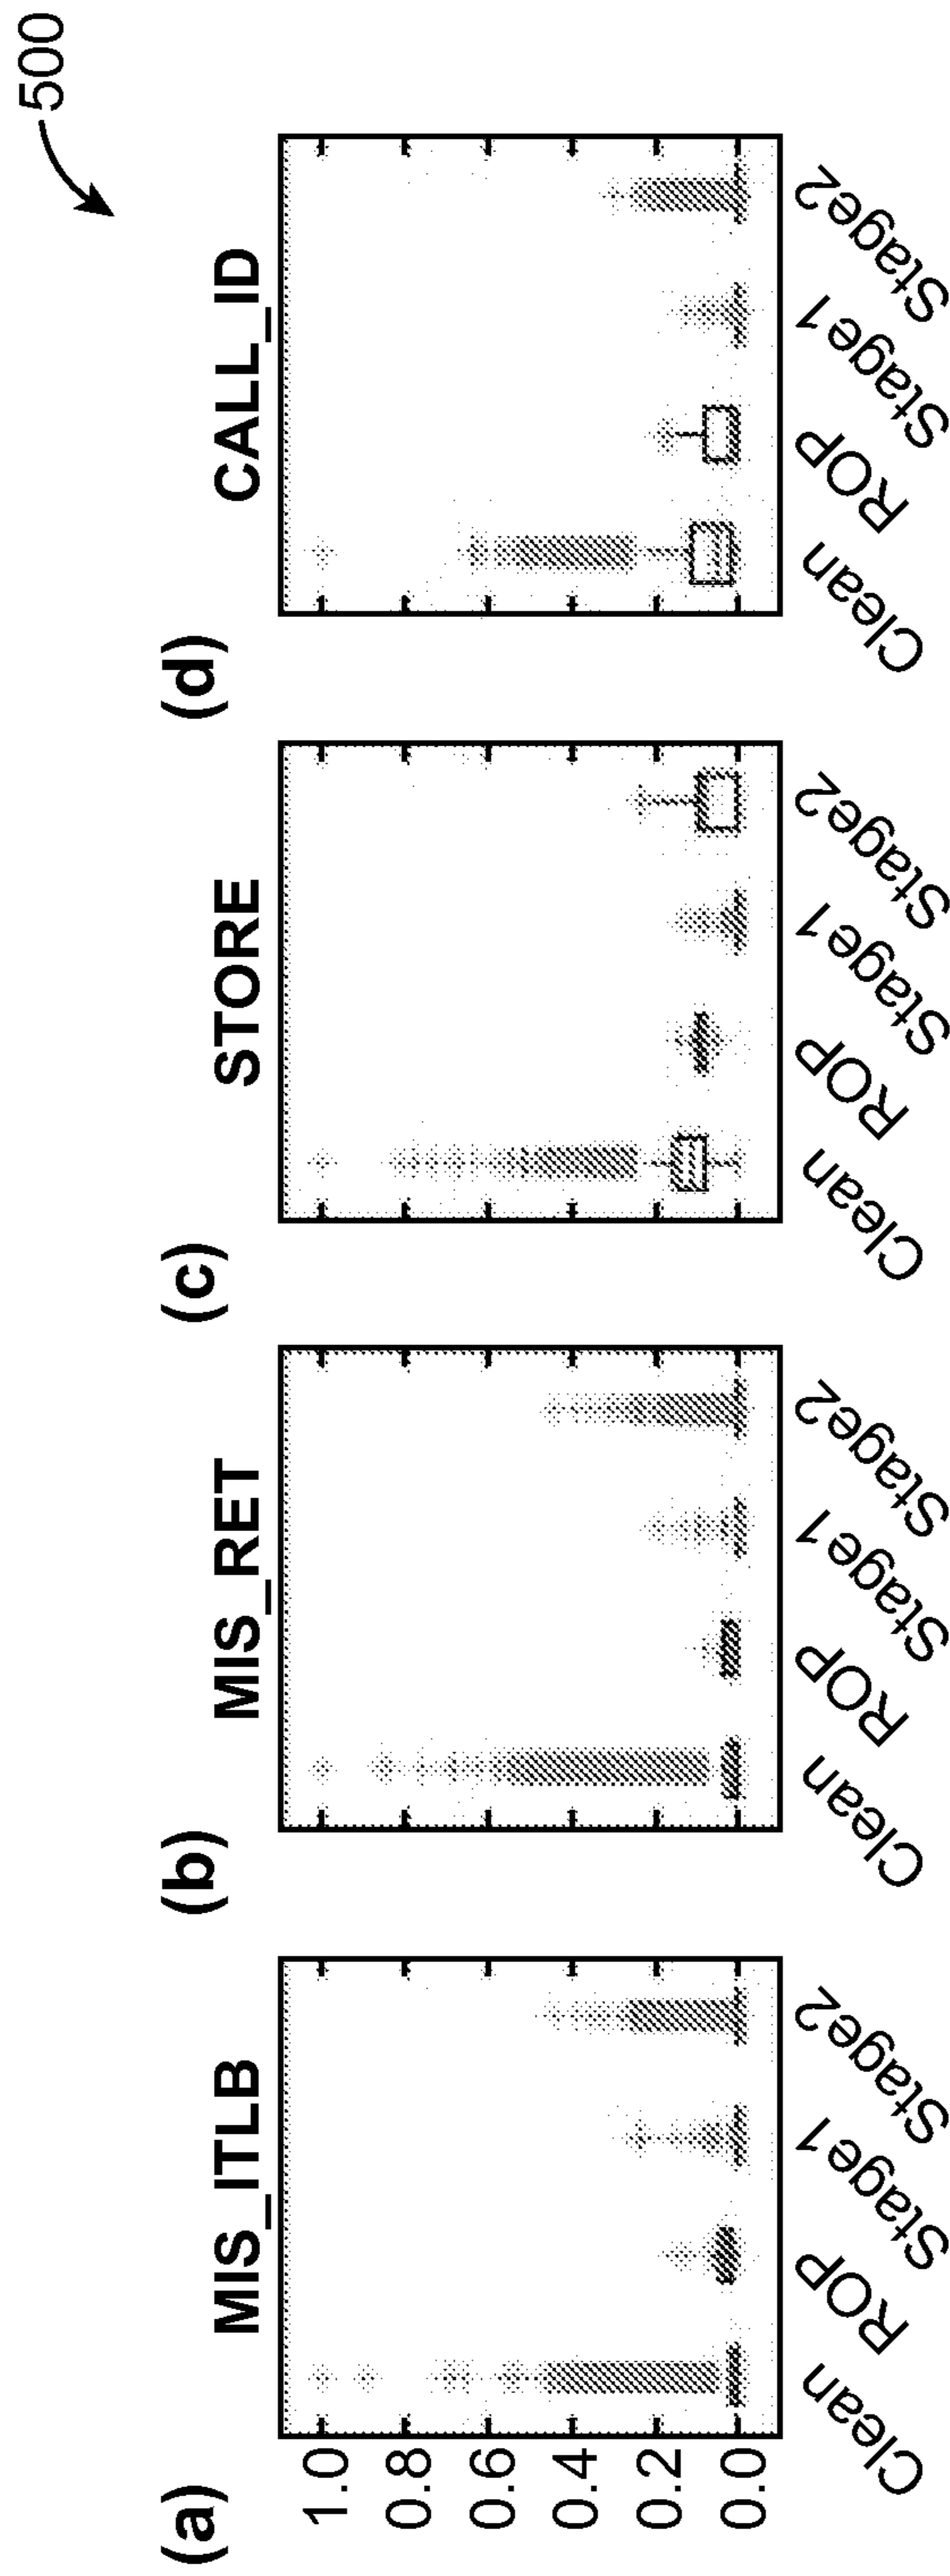 500
(a)
MIS_ITLB
1.0
0.8
0.6
0.4
0.2
0.0
Clean
ROP
Stage1
Stage2
(b)
MIS_RET
Clean
ROP
Stage1
Stage2
(c)
STORE
Clean
ROP
Stage1
Stage2
(d)
CALL_ID
Clean
ROP
Stage1
Stage2